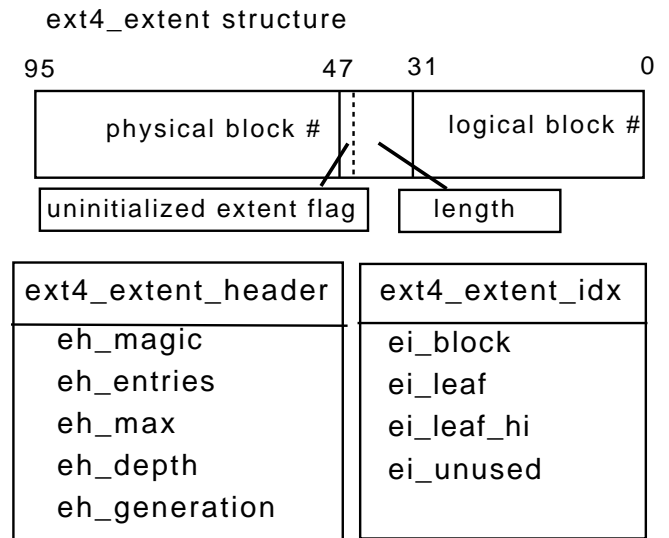 ext4_extent structure
95 47 31 0
physical block # logical block #
uninitialized extent flag length
ext4_extent_header
eh_magic
eh_entries
eh_max
eh_depth
eh_generation
ext4_extent_idx
ei_block
ei_leaf
ei_leaf_hi
ei_unused